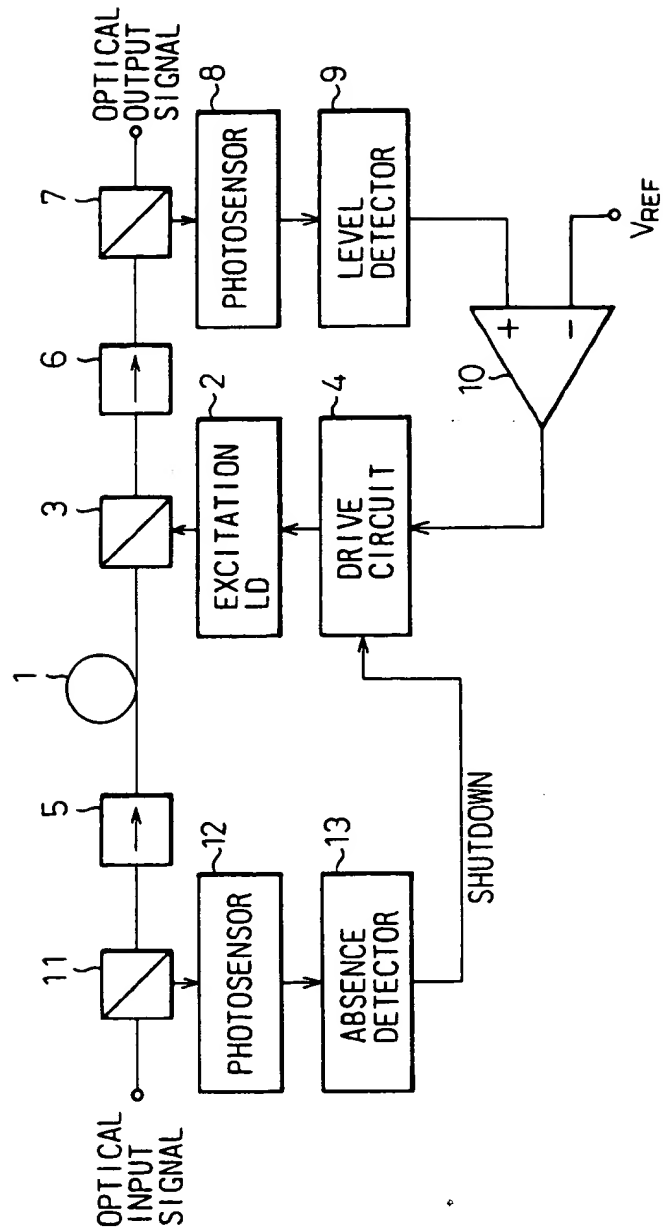 OPTICAL
INPUT
SIGNAL
11
5
1
3
6
7
OPTICAL
OUTPUT
SIGNAL
12
PHOTOSENSOR
2
EXCITATION
LD
8
PHOTOSENSOR
13
ABSENCE
DETECTOR
4
DRIVE
CIRCUIT
9
LEVEL
DETECTOR
SHUTDOWN
10
+
−
VREF